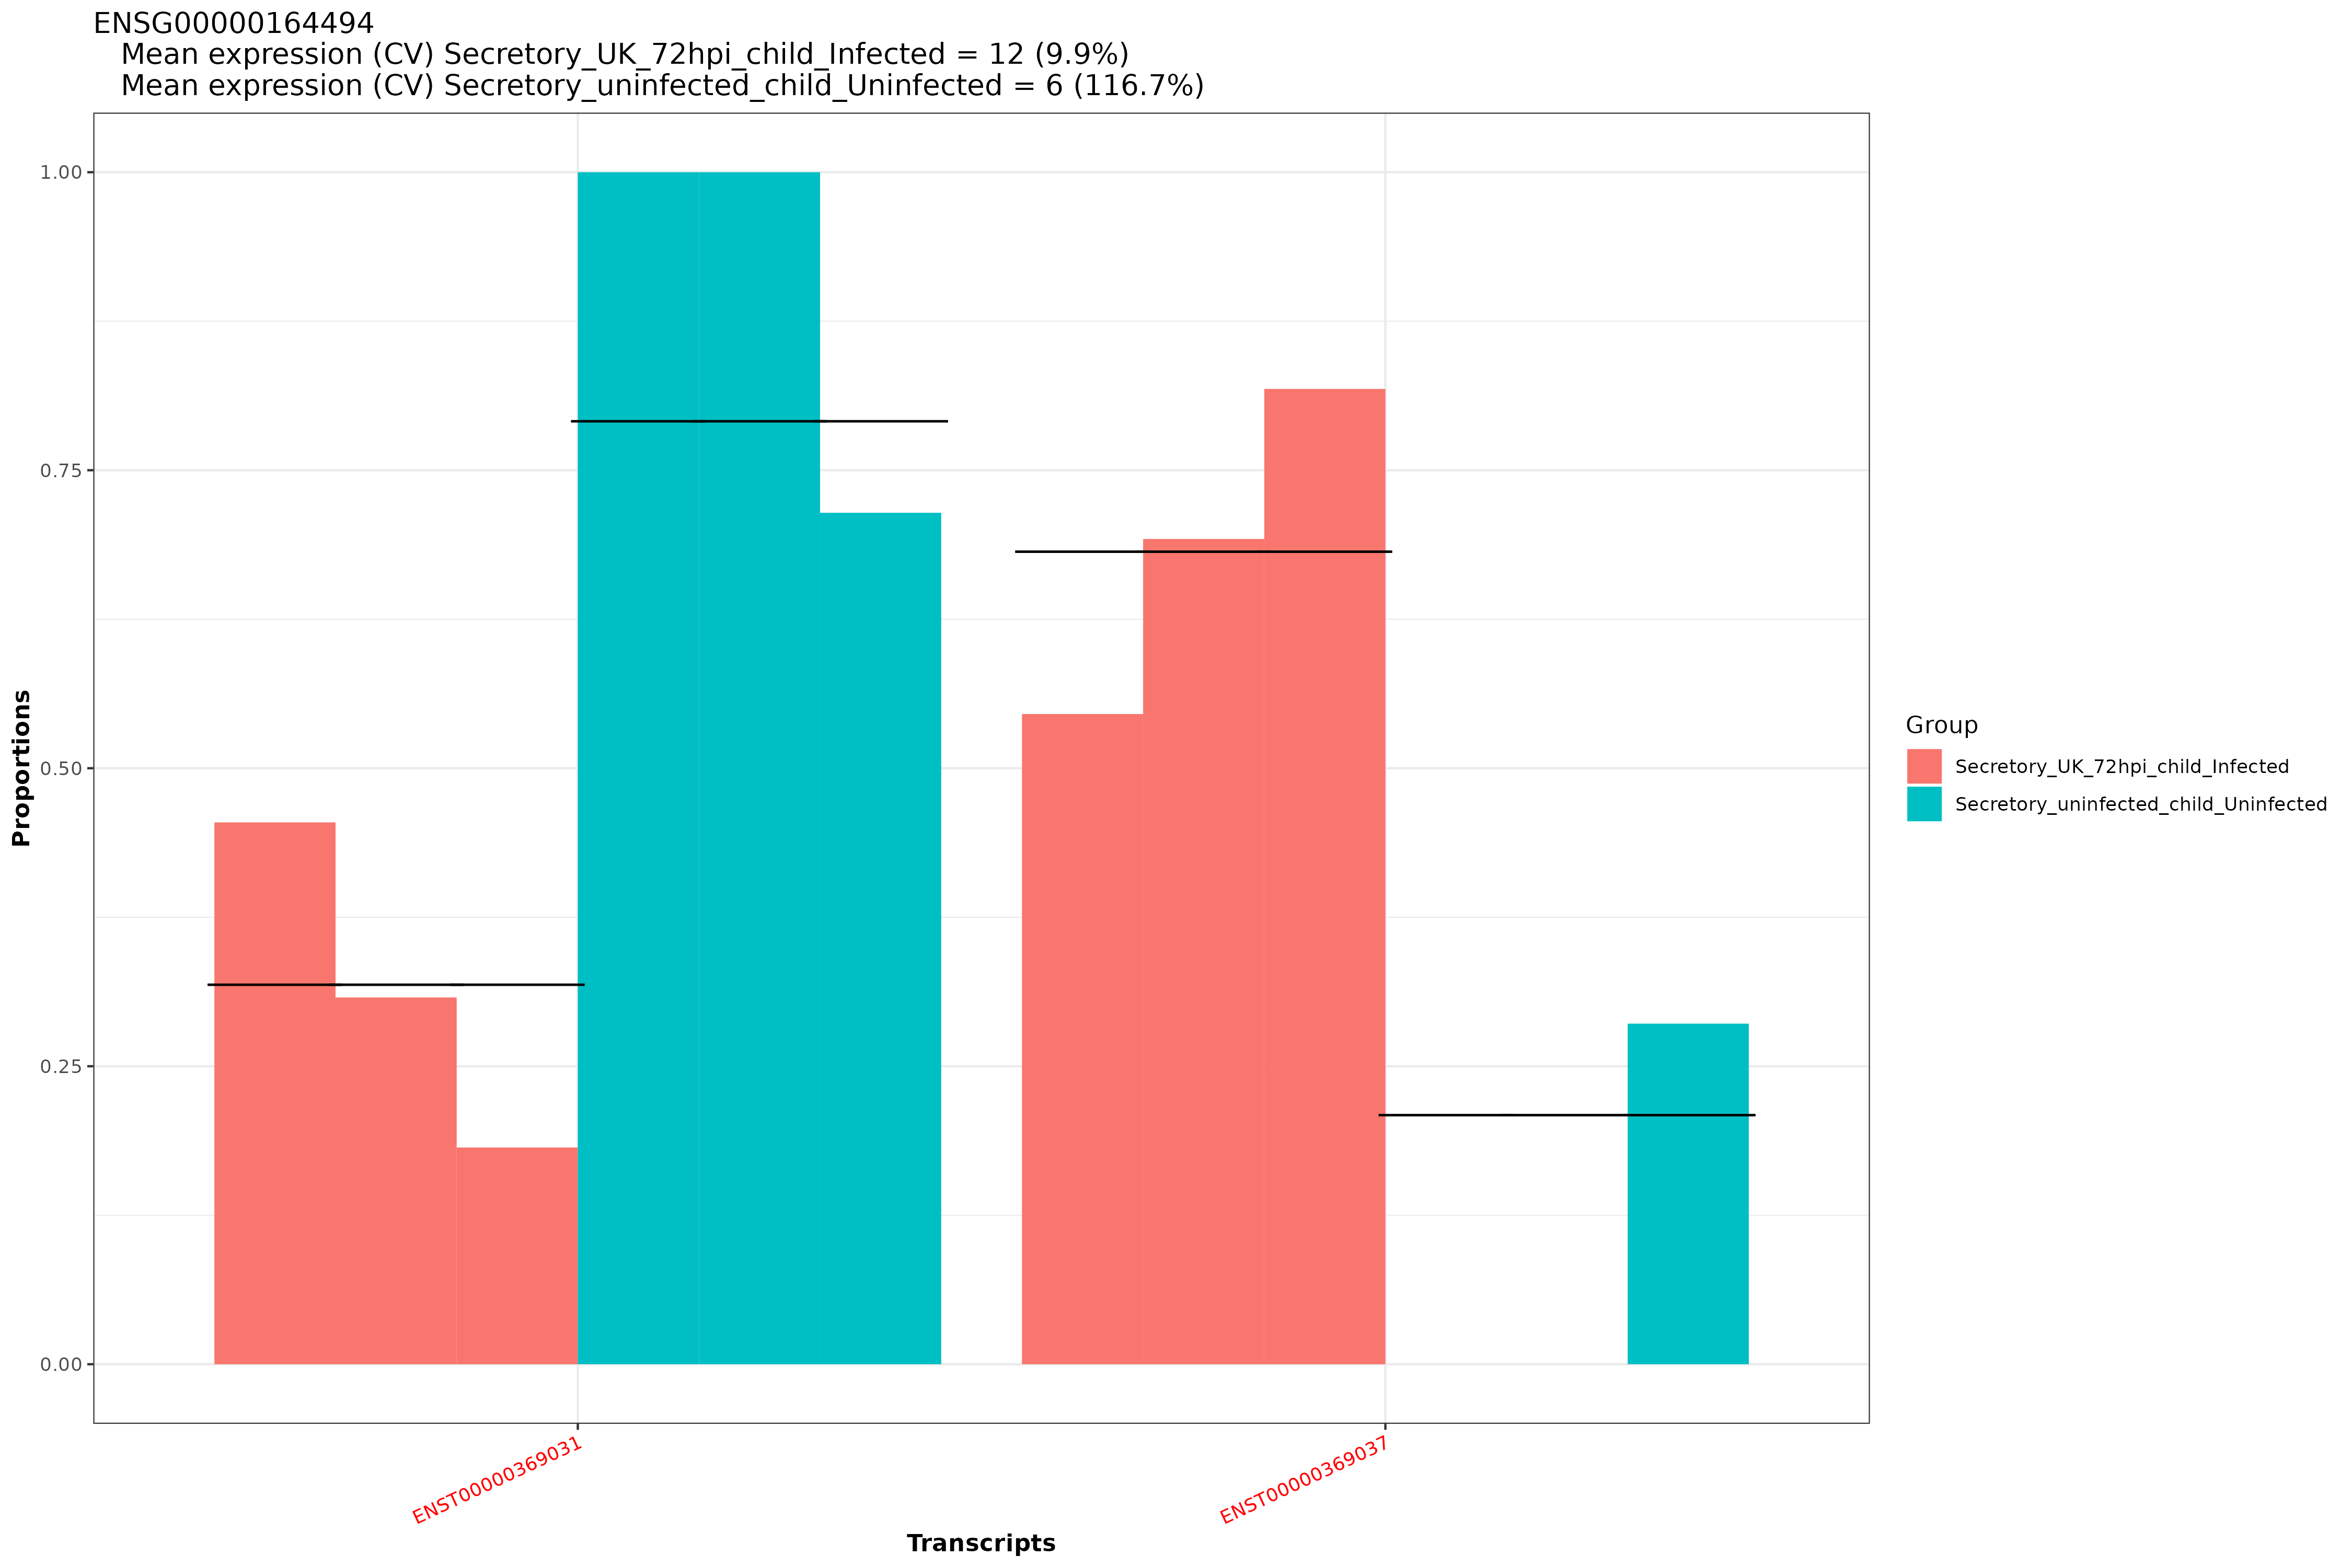 ENSG00000164494
Mean expression (CV) Secretory_UK_72hpi_child_Infected = 12 (9.9%)
Mean expression (CV) Secretory_uninfected_child_Uninfected = 6 (116.7%)
1.00
0.75
0.50
0.25
0.00
Proportions
ENST00000369031
ENST00000369037
Transcripts
Group
Secretory_UK_72hpi_child_Infected
Secretory_uninfected_child_Uninfected